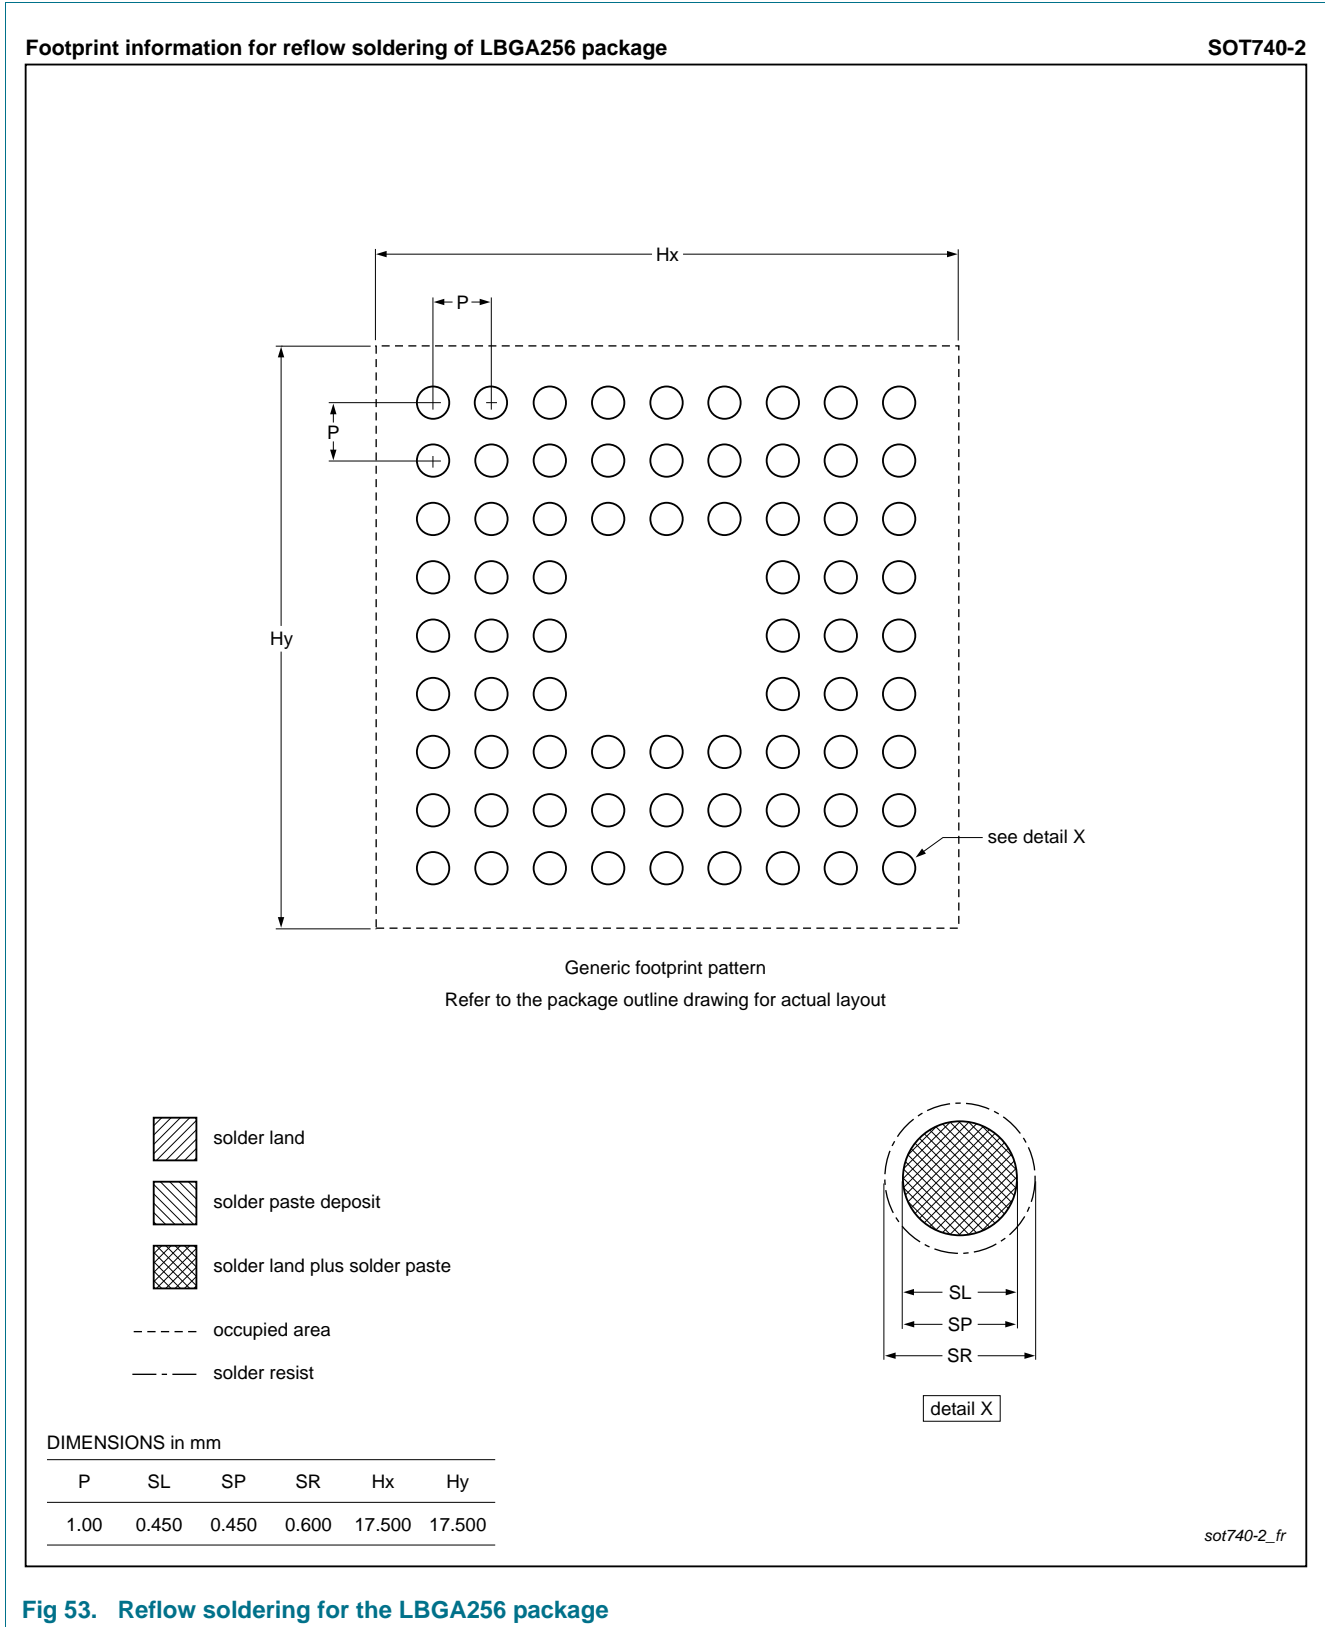 Footprint information for reflow soldering of LBGA256 package SOT740-2
Hx
P
P
Hy
see detail X
Generic footprint pattern
Refer to the package outline drawing for actual layout
solder land
solder paste deposit
solder land plus solder paste
occupied area
solder resist
SL
SP
SR
detail X
DIMENSIONS in mm
P SL SP SR Hx Hy
1.00 0.450 0.450 0.600 17.500 17.500
sot740-2_fr
Fig 53. Reflow soldering for the LBGA256 package